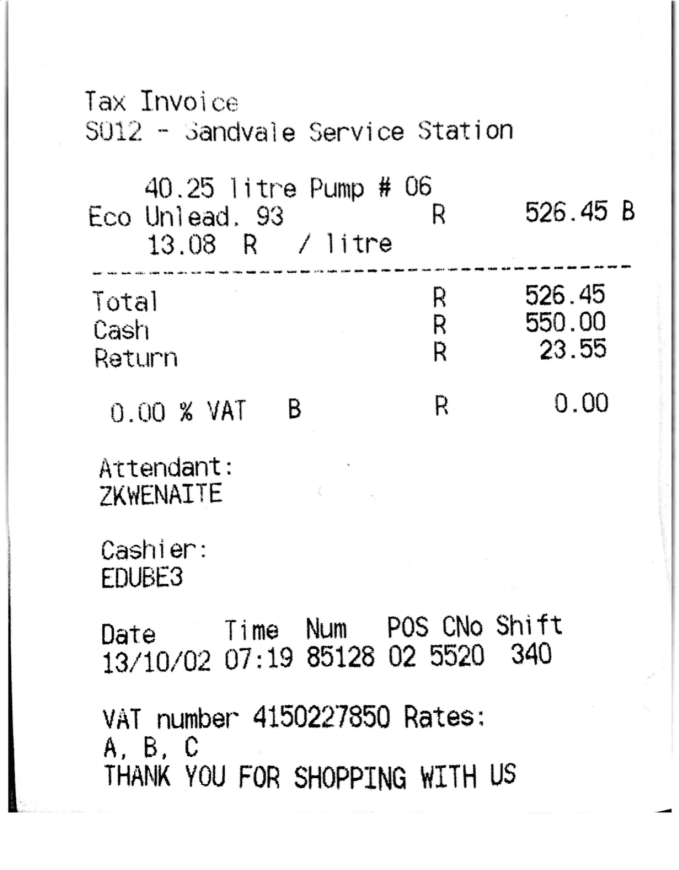 Tax Invoice
S012 - Sandvale Service Station
40.25 litre Pump # 06
Eco Unlead. 93 R 526.45 B
13.08 R / litre
Total R 526.45
Cash R 550.00
Return R 23.55
0.00 % VAT B R 0.00
Attendant:
ZKWENAITE
Cashier:
EDUBE3
Date Time Num POS CNo Shift
13/10/02 07:19 85128 02 5520 340
VAT number 4150227850 Rates:
A, B, C
THANK YOU FOR SHOPPING WITH US